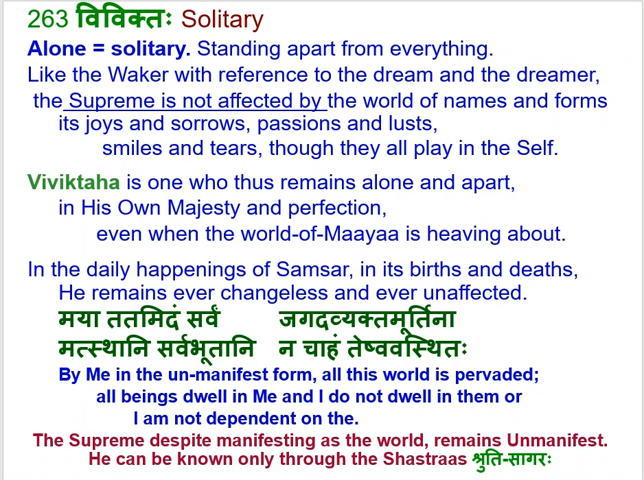 263 विविक्तः Solitary
Alone = solitary. Standing apart from everything.
Like the Waker with reference to the dream and the dreamer,
the Supreme is not affected by the world of names and forms
its joys and sorrows, passions and lusts,
smiles and tears, though they all play in the Self.
Viviktaha is one who thus remains alone and apart,
in His Own Majesty and perfection,
even when the world-of-Maayaa is heaving about.
In the daily happenings of Samsar, in its births and deaths,
He remains ever changeless and ever unaffected.
मया ततमिदं सर्वं जगदव्यक्तमूर्तिना
मत्स्थानि सर्वभूतानि न चाहं तेष्ववस्थितः
By Me in the un-manifest form, all this world is pervaded;
all beings dwell in Me and I do not dwell in them or
I am not dependent on the.
The Supreme despite manifesting as the world, remains Unmanifest.
He can be known only through the Shastraas श्रुति-सागरः